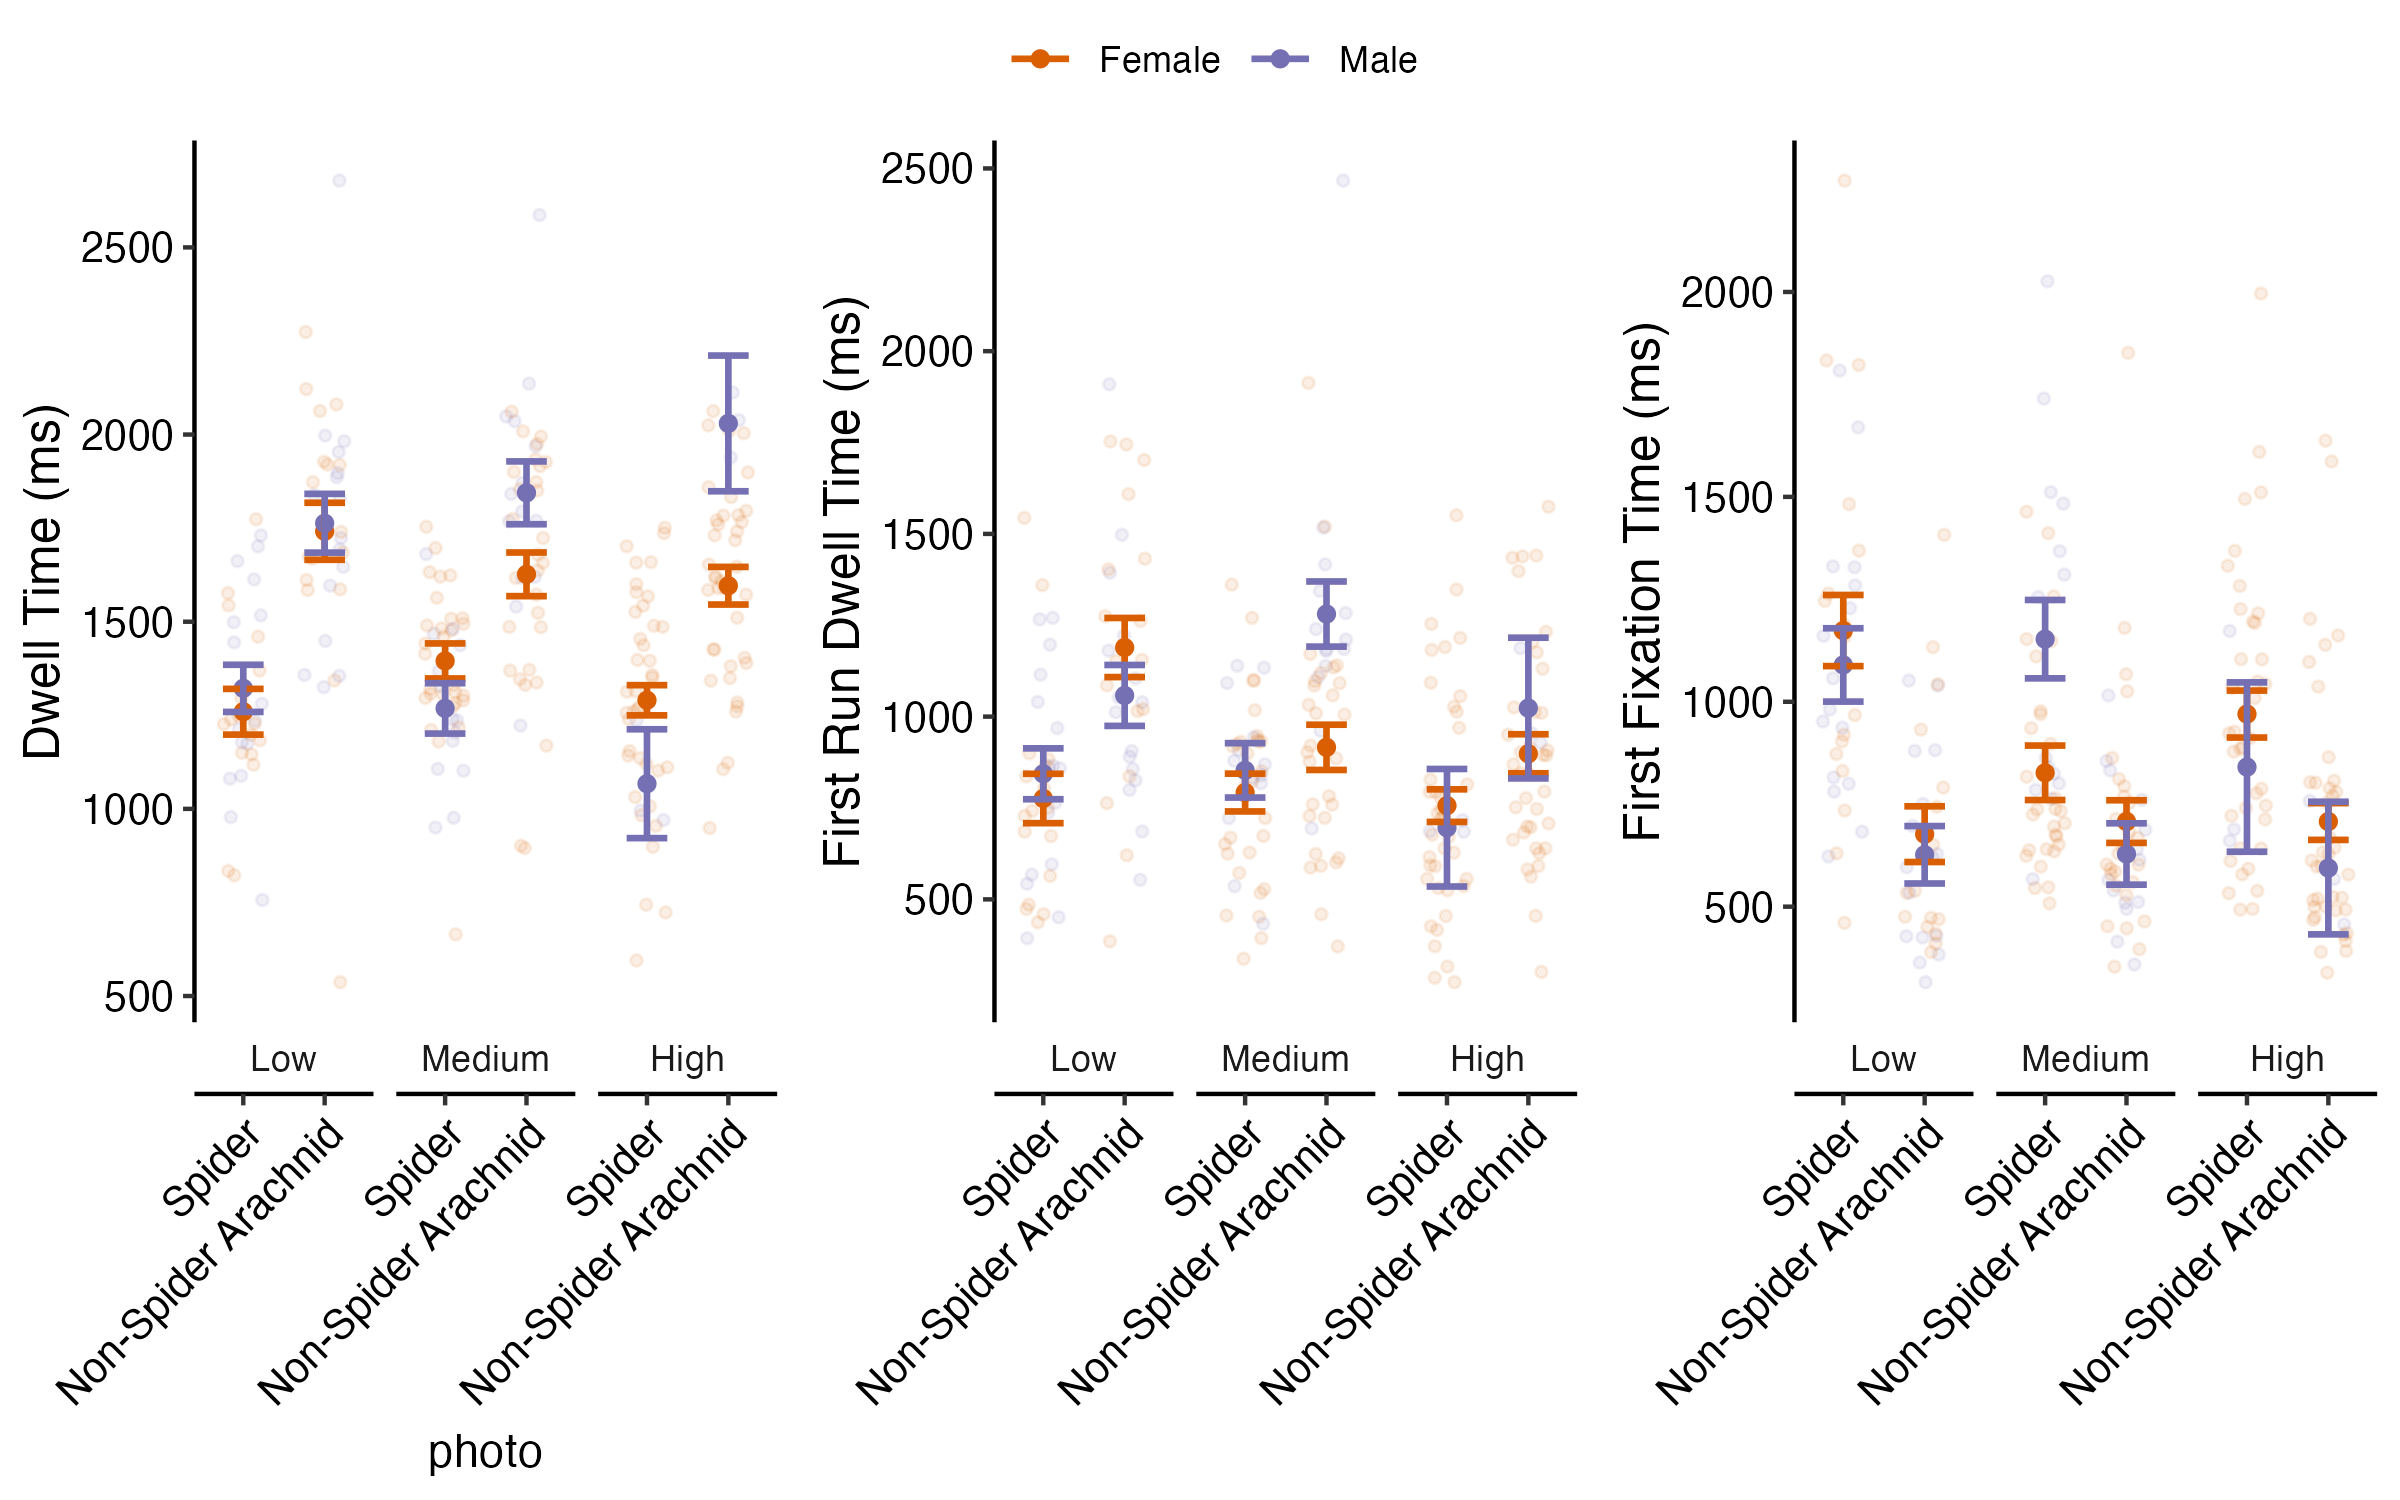 Female Male
Dwell Time (ms)
2500
2000
1500
1000
500
Low Medium High
Spider
Non-Spider Arachnid
Spider
Non-Spider Arachnid
Spider
Non-Spider Arachnid
photo
First Run Dwell Time (ms)
2500
2000
1500
1000
500
Low Medium High
Spider
Non-Spider Arachnid
Spider
Non-Spider Arachnid
Spider
Non-Spider Arachnid
First Fixation Time (ms)
2000
1500
1000
500
Low Medium High
Spider
Non-Spider Arachnid
Spider
Non-Spider Arachnid
Spider
Non-Spider Arachnid